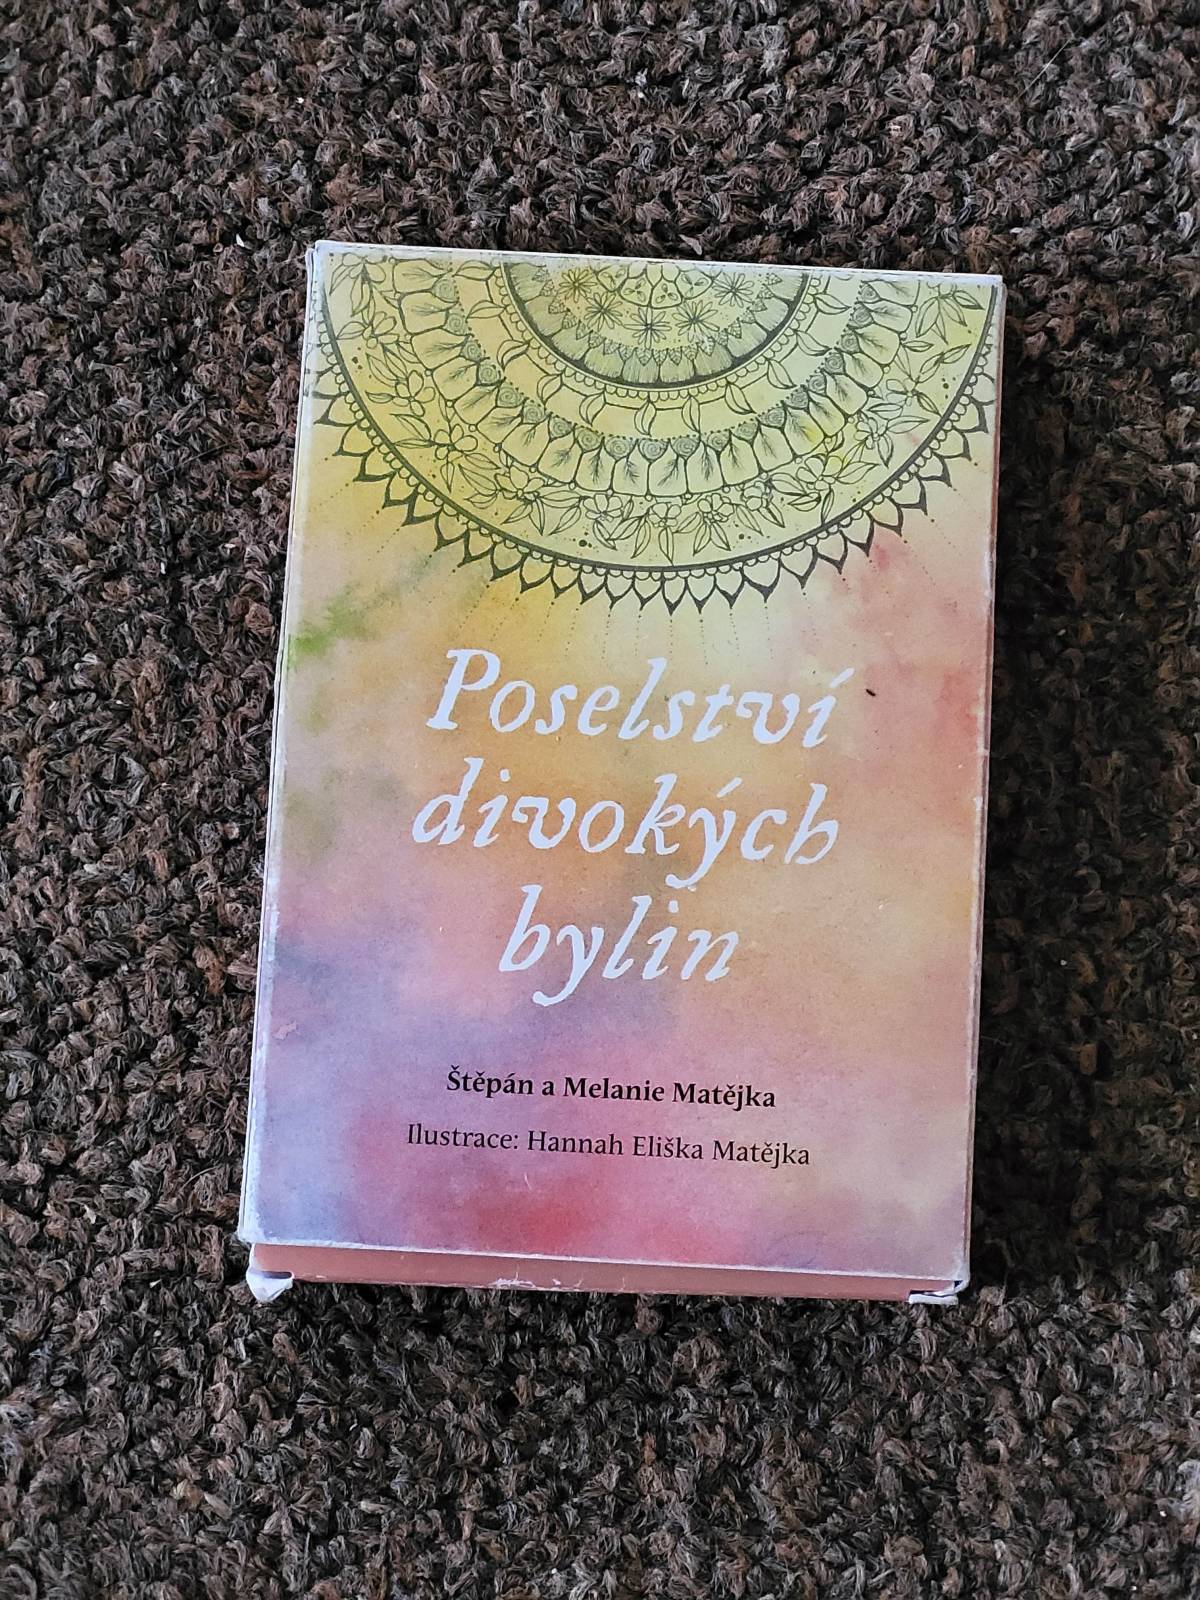 Poselství
divokých
bylin
Štěpán a Melanie Matějka
Ilustrace: Hannah Eliška Matějka